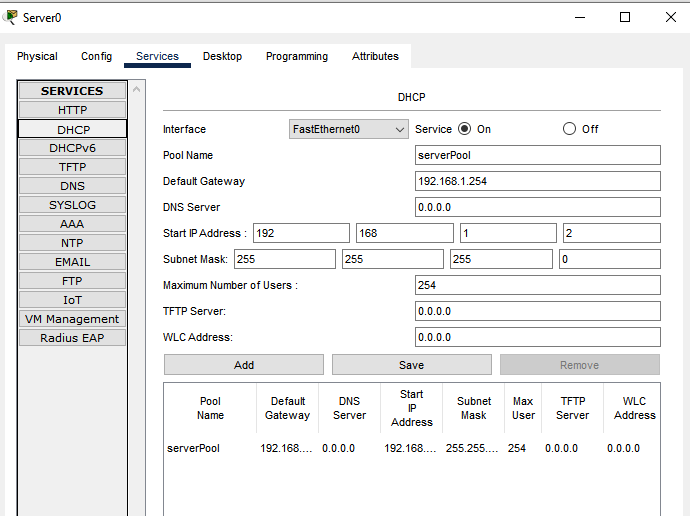 Server0
Physical Config Services Desktop Programming Attributes
SERVICES
HTTP
DHCP
DHCPv6
TFTP
DNS
SYSLOG
AAA
NTP
EMAIL
FTP
IoT
VM Management
Radius EAP
DHCP
Interface FastEthernet0 Service On Off
Pool Name serverPool
Default Gateway 192.168.1.254
DNS Server 0.0.0.0
Start IP Address : 192 168 1 2
Subnet Mask: 255 255 255 0
Maximum Number of Users : 254
TFTP Server: 0.0.0.0
WLC Address: 0.0.0.0
Add Save Remove
Pool Name Default Gateway DNS Server Start IP Address Subnet Mask Max User TFTP Server WLC Address
serverPool 192.168.... 0.0.0.0 192.168.... 255.255.... 254 0.0.0.0 0.0.0.0